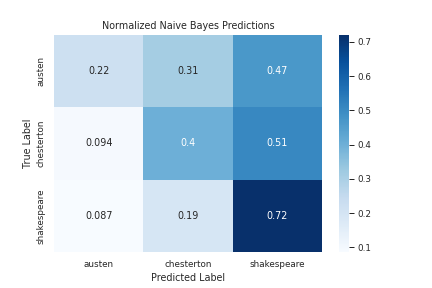 Normalized Naive Bayes Predictions
True Label
austen
0.22 0.31 0.47
chesterton
0.094 0.4 0.51
shakespeare
0.087 0.19 0.72
austen chesterton shakespeare
Predicted Label
0.7
0.6
0.5
0.4
0.3
0.2
0.1